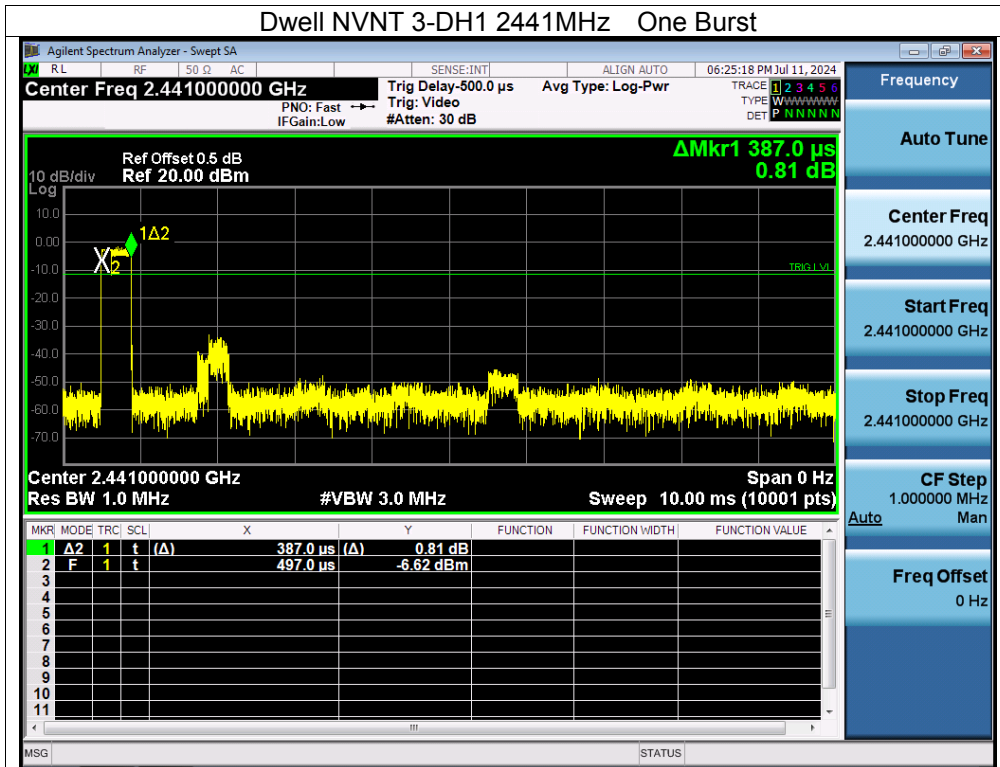 Dwell NVNT 3-DH1 2441MHz One Burst
Agilent Spectrum Analyzer - Swept SA
LXI RL RF 50 Ω AC SENSE:INT ALIGN AUTO 06:25:18 PM Jul 11, 2024
Center Freq 2.441000000 GHz
PNO: Fast
IFGain:Low
Trig Delay-500.0 µs
Trig: Video
#Atten: 30 dB
Avg Type: Log-Pwr
TRACE 1 2 3 4 5 6
TYPE WWWWWW
DET P N N N N N
Frequency
Auto Tune
Center Freq
2.441000000 GHz
Start Freq
2.441000000 GHz
Stop Freq
2.441000000 GHz
CF Step
1.000000 MHz
Auto Man
Freq Offset
0 Hz
ΔMkr1 387.0 µs
0.81 dB
Ref Offset 0.5 dB
10 dB/div Ref 20.00 dBm
Log
10.0
0.00
-10.0
-20.0
-30.0
-40.0
-50.0
-60.0
-70.0
1Δ2
2
TRIG LVL
Center 2.441000000 GHz Span 0 Hz
Res BW 1.0 MHz #VBW 3.0 MHz Sweep 10.00 ms (10001 pts)
MKR MODE TRC SCL X Y FUNCTION FUNCTION WIDTH FUNCTION VALUE
1 Δ2 1 t (Δ) 387.0 µs (Δ) 0.81 dB
2 F 1 t 497.0 µs -6.62 dBm
3
4
5
6
7
8
9
10
11
MSG STATUS